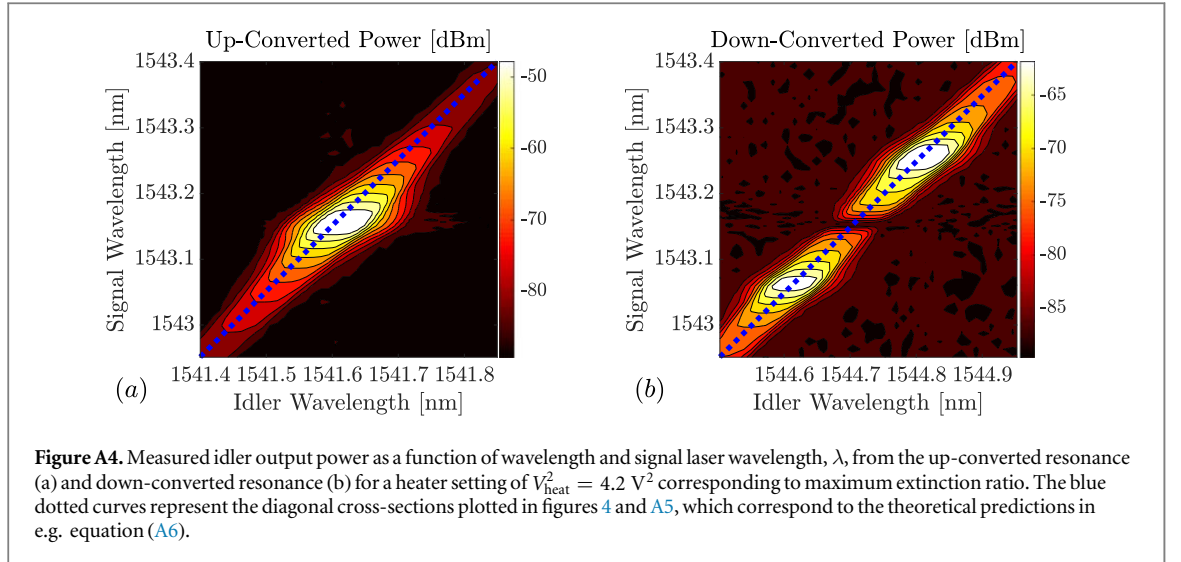 Up-Converted Power [dBm]
Down-Converted Power [dBm]
1543.4
1543.3
1543.2
1543.1
1543
Signal Wavelength [nm]
1541.4 1541.5 1541.6 1541.7 1541.8
Idler Wavelength [nm]
(a)
-50
-60
-70
-80
1543.4
1543.3
1543.2
1543.1
1543
Signal Wavelength [nm]
1544.6 1544.7 1544.8 1544.9
Idler Wavelength [nm]
(b)
-65
-70
-75
-80
-85
Figure A4. Measured idler output power as a function of wavelength and signal laser wavelength, λ, from the up-converted resonance
(a) and down-converted resonance (b) for a heater setting of V²heat = 4.2 V² corresponding to maximum extinction ratio. The blue
dotted curves represent the diagonal cross-sections plotted in figures 4 and A5, which correspond to the theoretical predictions in
e.g. equation (A6).